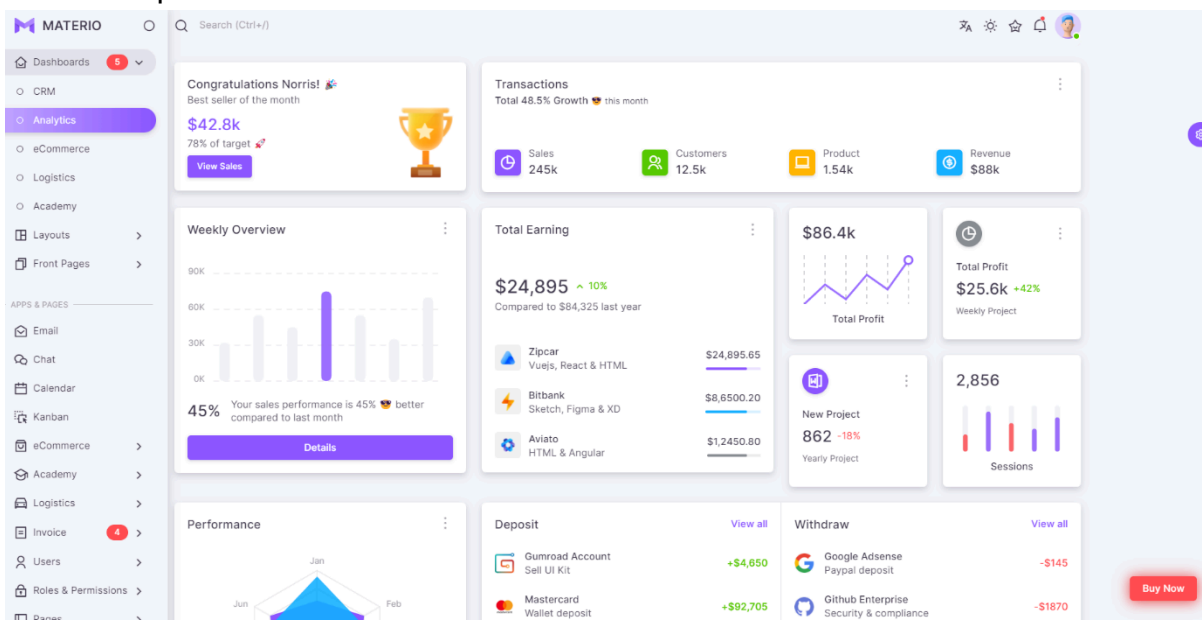 MATERIO
Search (Ctrl+/)
Dashboards 5
CRM
Analytics
eCommerce
Logistics
Academy
Layouts
Front Pages
APPS & PAGES
Email
Chat
Calendar
Kanban
eCommerce
Academy
Logistics
Invoice 4
Users
Roles & Permissions
Pages
Congratulations Norris! 🎉
Best seller of the month
$42.8k
78% of target 🚀
View Sales
Transactions
Total 48.5% Growth 😎 this month
Sales
245k
Customers
12.5k
Product
1.54k
Revenue
$88k
Weekly Overview
90K
60K
30K
0K
45%
Your sales performance is 45% 😎 better
compared to last month
Details
Total Earning
$24,895 10%
Compared to $84,325 last year
Zipcar
Vuejs, React & HTML
$24,895.65
Bitbank
Sketch, Figma & XD
$8,6500.20
Aviato
HTML & Angular
$1,2450.80
$86.4k
Total Profit
Total Profit
$25.6k +42%
Weekly Project
New Project
862 -18%
Yearly Project
2,856
Sessions
Performance
Jan
Jun
Feb
Deposit
View all
Gumroad Account
Sell UI Kit
+$4,650
Mastercard
Wallet deposit
+$92,705
Withdraw
View all
Google Adsense
Paypal deposit
-$145
Github Enterprise
Security & compliance
-$1870
Buy Now